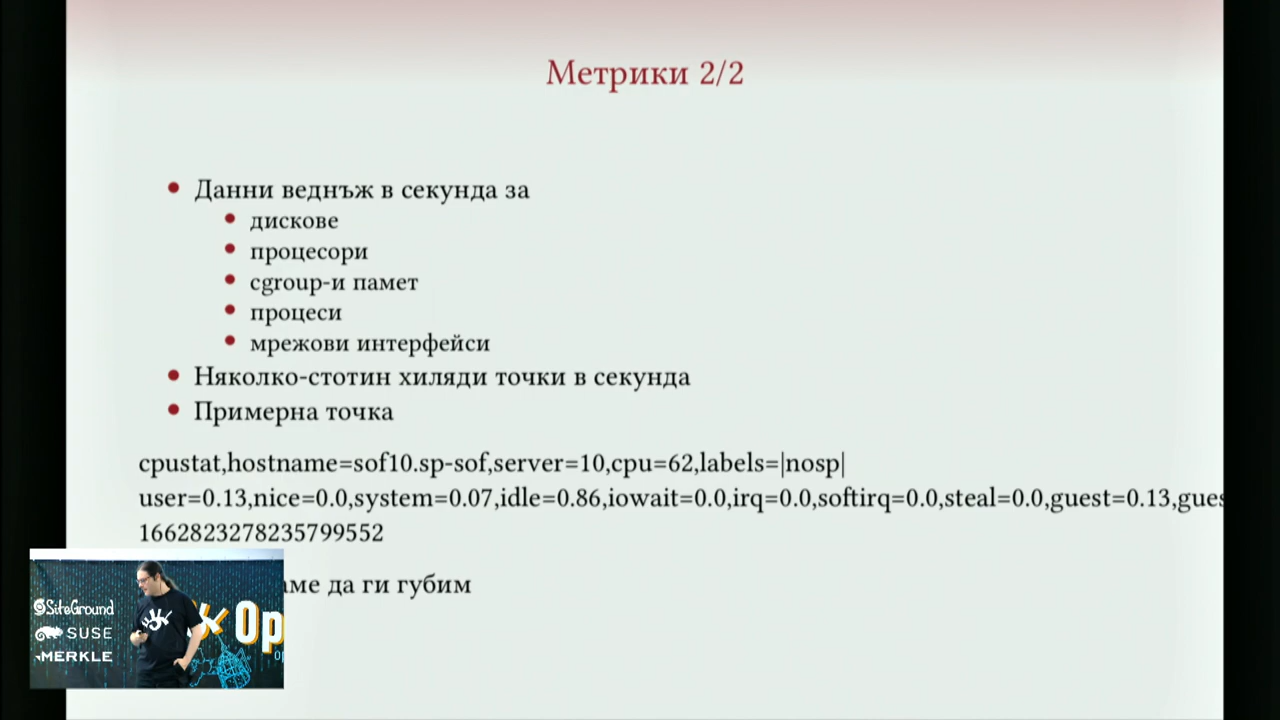 Метрики 2/2
Данни веднъж в секунда за
дискове
процесори
cgroup-и памет
процеси
мрежови интерфейси
Няколко-стотин хиляди точки в секунда
Примерна точка
cpustat,hostname=sof10.sp-sof,server=10,cpu=62,labels=|nosp|
user=0.13,nice=0.0,system=0.07,idle=0.86,iowait=0.0,irq=0.0,softirq=0.0,steal=0.0,guest=0.13,gues
1662823278235799552
да ги губим
SiteGround
SUSE
MERKLE
Op